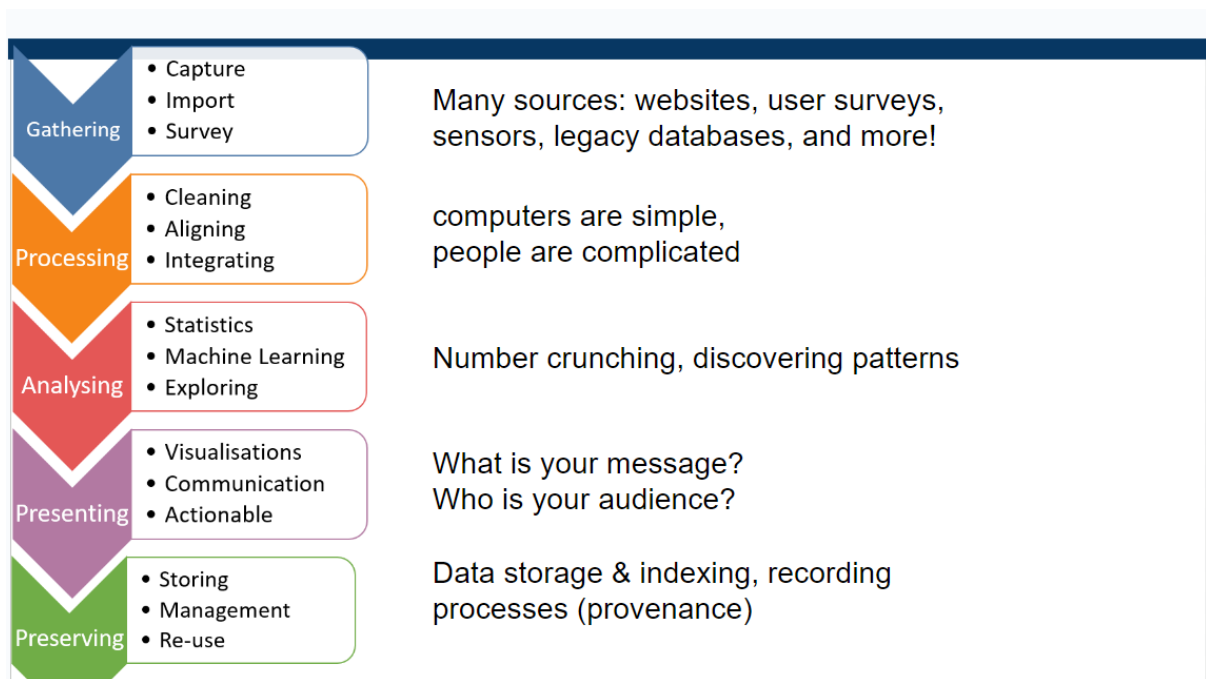 Gathering
• Capture
• Import
• Survey
Many sources: websites, user surveys,
sensors, legacy databases, and more!
Processing
• Cleaning
• Aligning
• Integrating
computers are simple,
people are complicated
Analysing
• Statistics
• Machine Learning
• Exploring
Number crunching, discovering patterns
Presenting
• Visualisations
• Communication
• Actionable
What is your message?
Who is your audience?
Preserving
• Storing
• Management
• Re-use
Data storage & indexing, recording
processes (provenance)